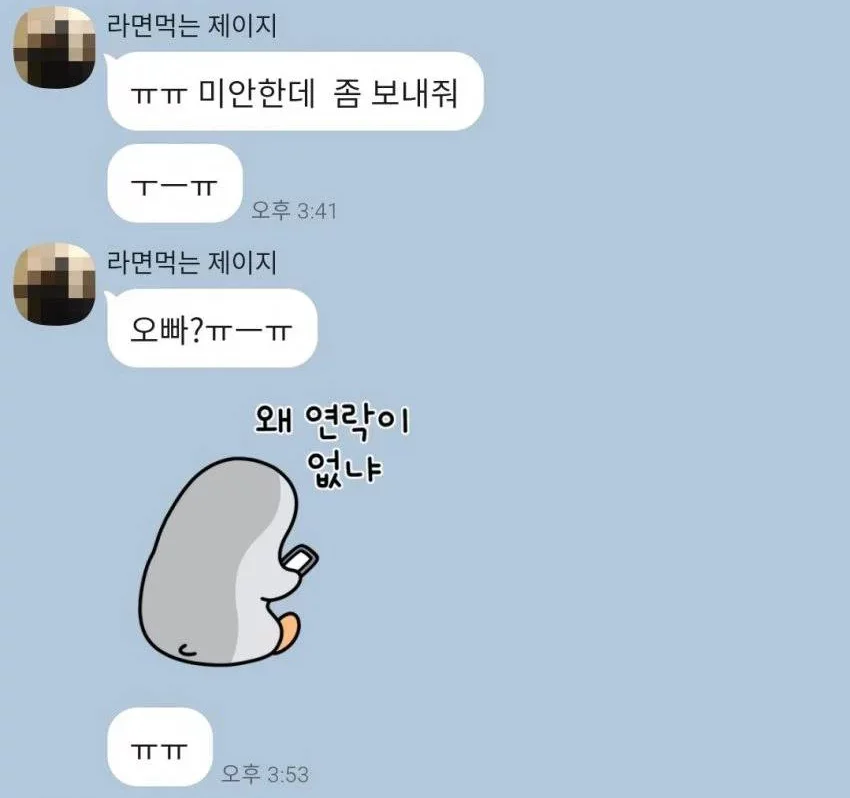 라면먹는 제이지
ㅠㅠ 미안한데 좀 보내줘
ㅜㅡㅠ
오후 3:41
라면먹는 제이지
오빠?ㅠㅡㅠ
왜 연락이
없냐
ㅠㅠ
오후 3:53